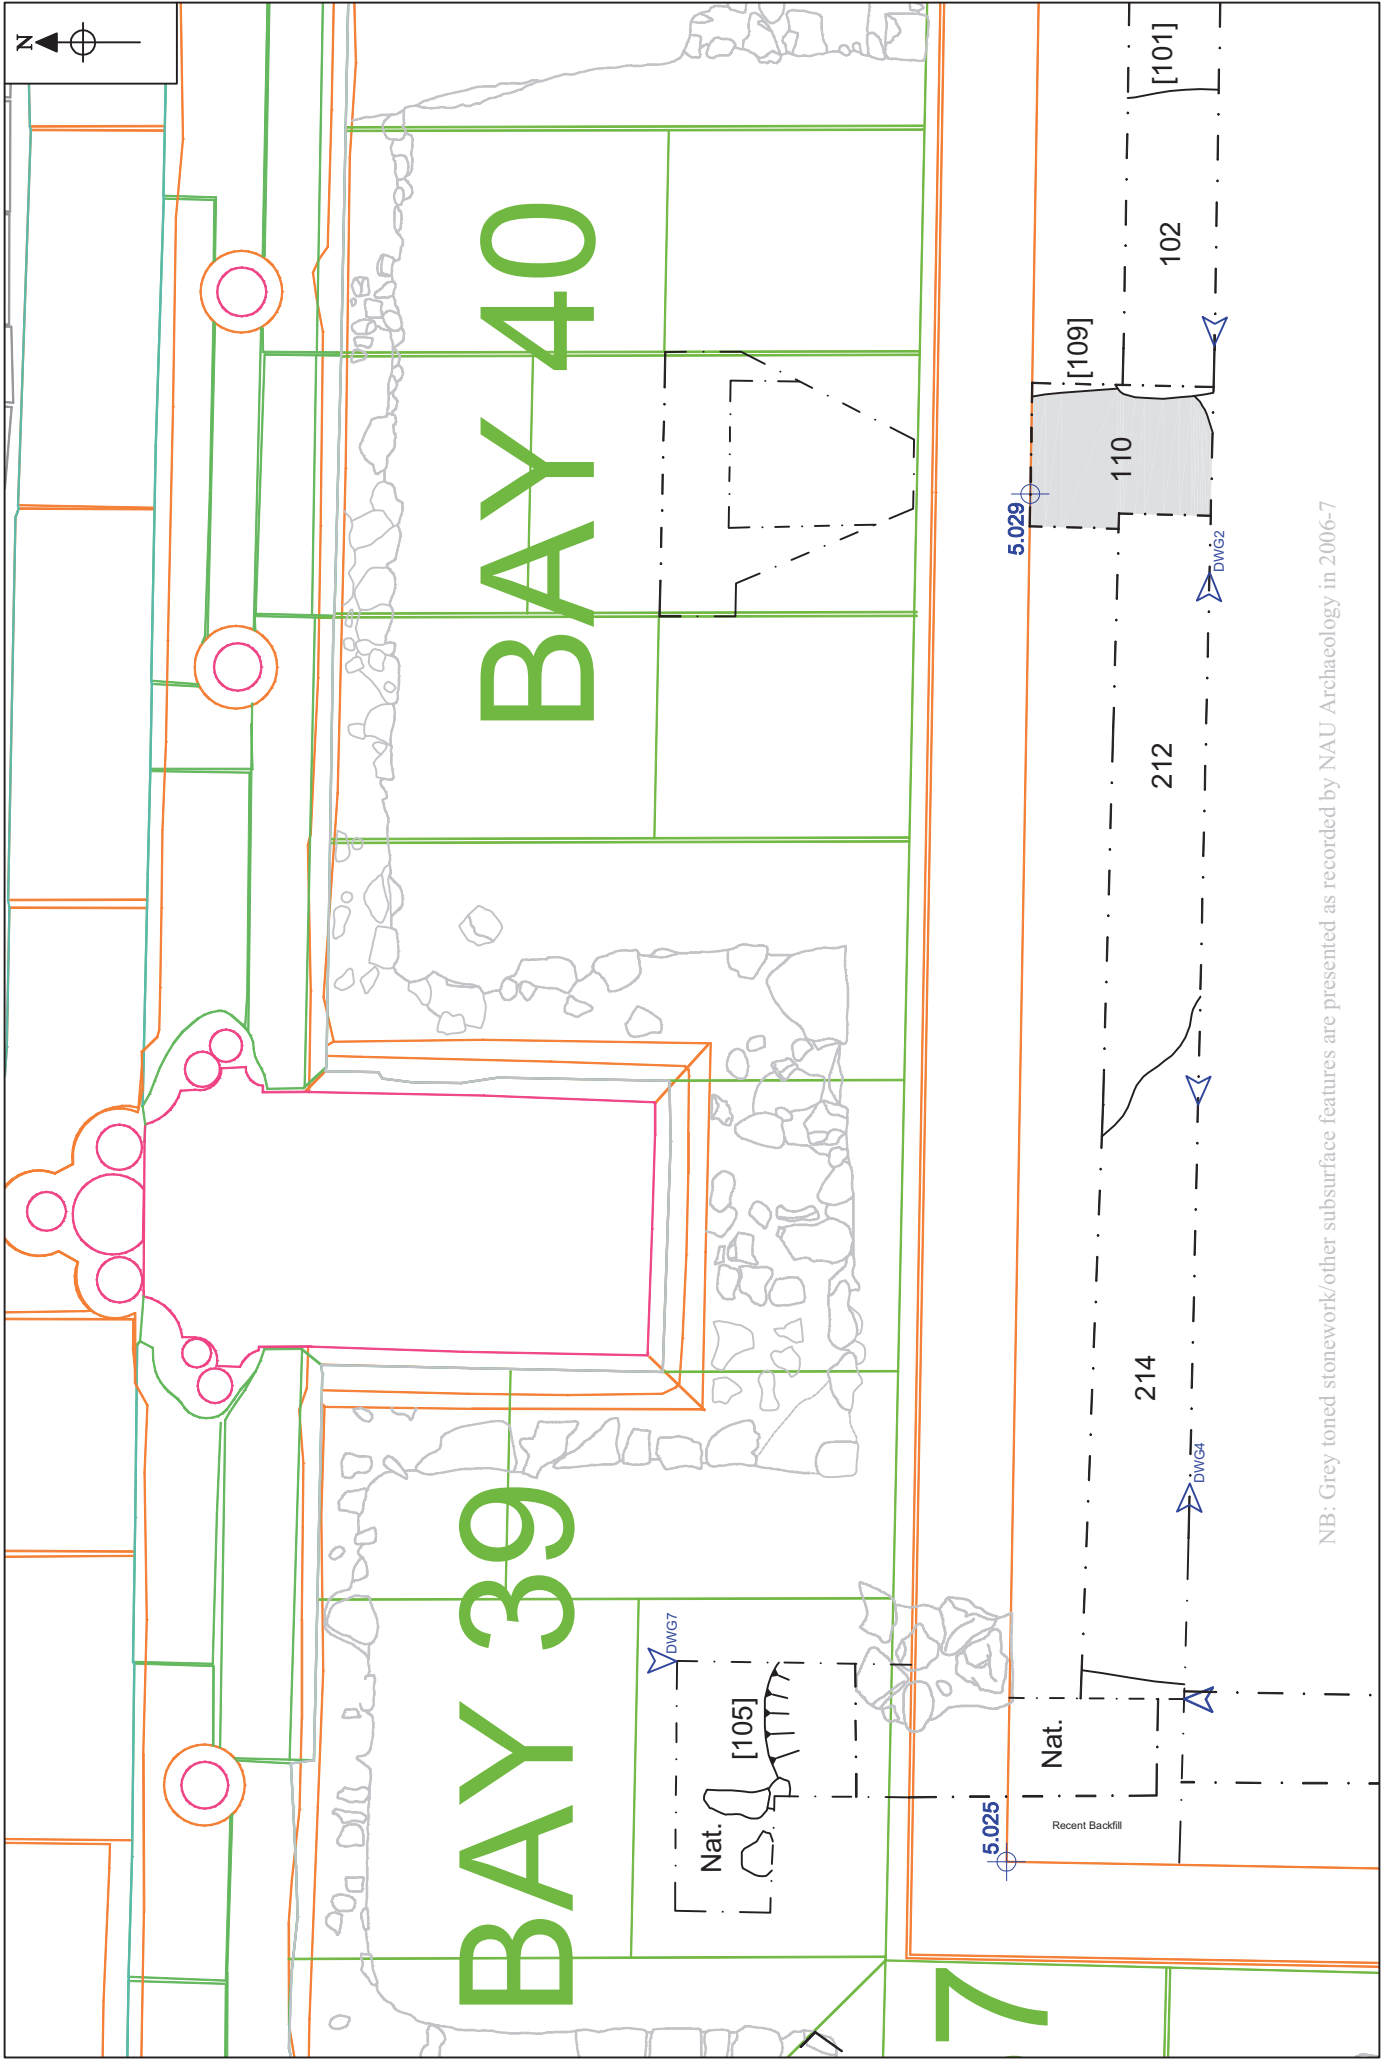 N
BAY 39
BAY 40
7
[101]
102
[109]
110
5.029
DWG2
212
214
DWG4
DWG7
[105]
Nat.
Nat.
5.025
Recent Backfill
NB: Grey toned stonework/other subsurface features are presented as recorded by NAU Archaeology in 2006-7